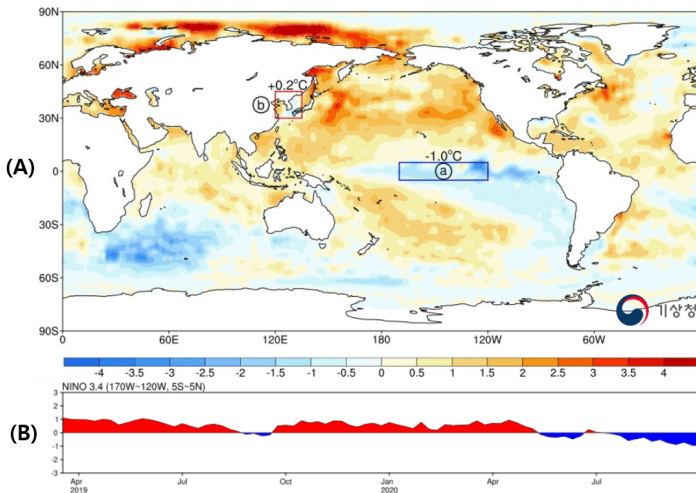 90N
60N
30N
0
30S
60S
90S
(A)
+0.2°C
ⓑ
-1.0°C
ⓐ
기상청
0
60E
120E
180
120W
60W
-4 -3.5 -3 -2.5 -2 -1.5 -1 -0.5 0 0.5 1 1.5 2 2.5 3 3.5 4
NINO 3.4 (170W~120W, 5S~5N)
(B)
3
2
1
0
-1
-2
-3
Apr
2019
Jul
Oct
Jan
2020
Apr
Jul